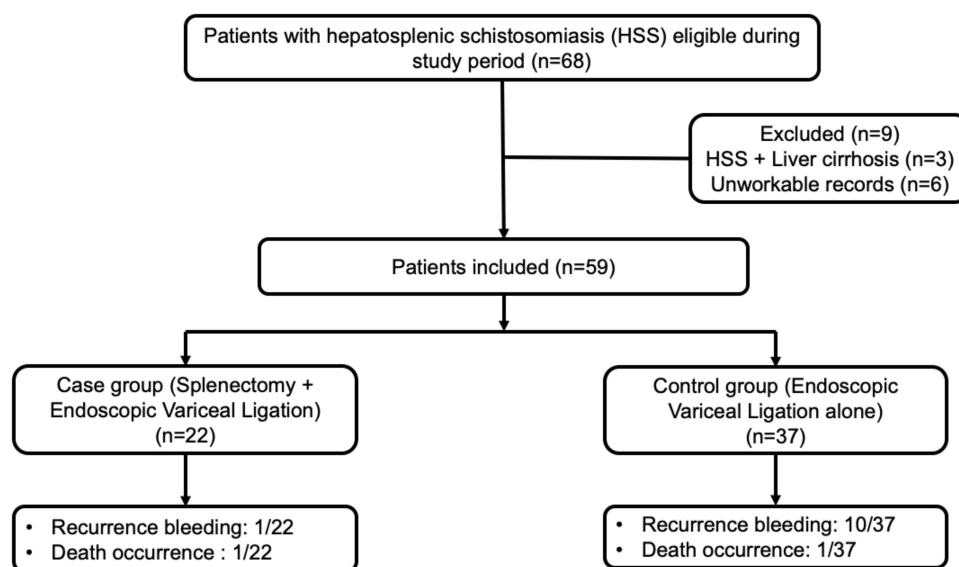 Patients with hepatosplenic schistosomiasis (HSS) eligible during
study period (n=68)
Excluded (n=9)
HSS + Liver cirrhosis (n=3)
Unworkable records (n=6)
Patients included (n=59)
Case group (Splenectomy +
Endoscopic Variceal Ligation)
(n=22)
Control group (Endoscopic
Variceal Ligation alone)
(n=37)
• Recurrence bleeding: 1/22
• Death occurrence : 1/22
• Recurrence bleeding: 10/37
• Death occurrence: 1/37